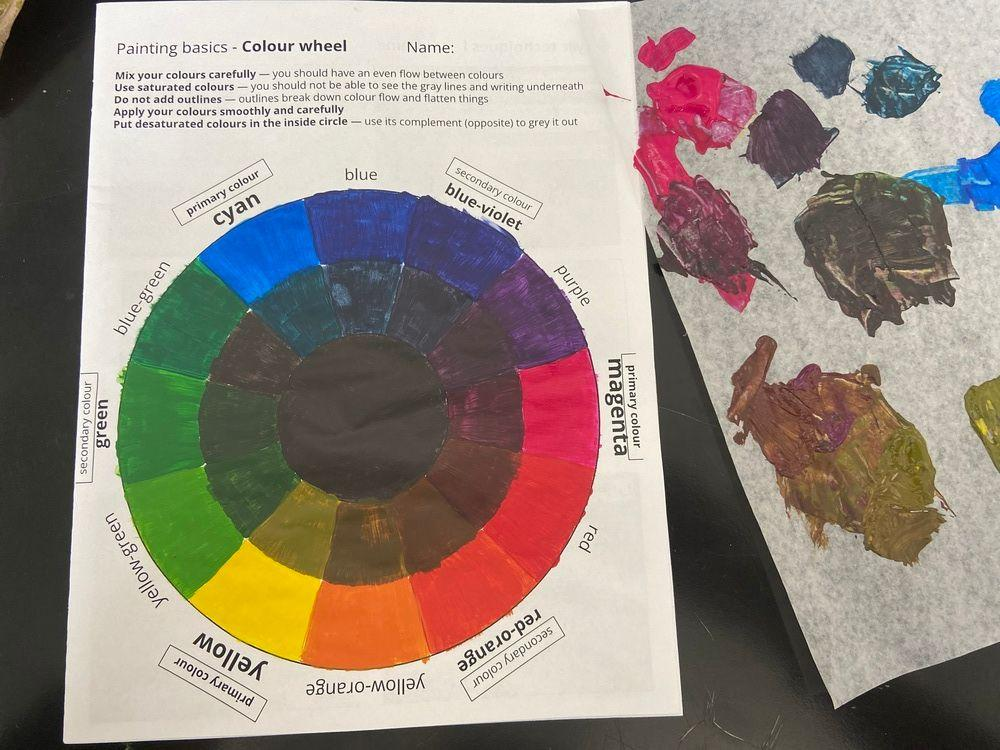 Painting basics - Colour wheel Name:
Mix your colours carefully — you should have an even flow between colours
Use saturated colours — you should not be able to see the gray lines and writing underneath
Do not add outlines — outlines break down colour flow and flatten things
Apply your colours smoothly and carefully
Put desaturated colours in the inside circle — use its complement (opposite) to grey it out
blue
secondary colour
blue-violet
purple
primary colour
magenta
red
secondary colour
red-orange
yellow-orange
primary colour
yellow
yellow-green
secondary colour
green
blue-green
primary colour
cyan